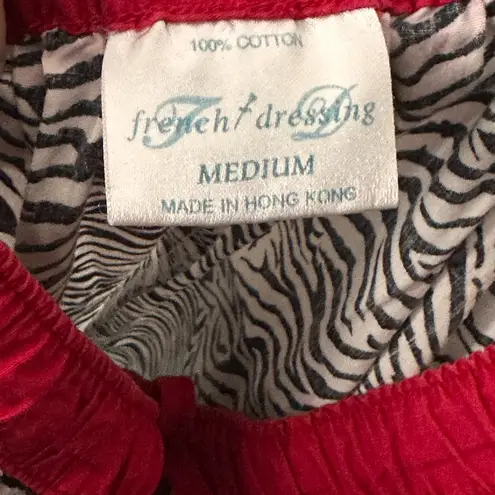 100% COTTON
french dressing
F D
MEDIUM
MADE IN HONG KONG